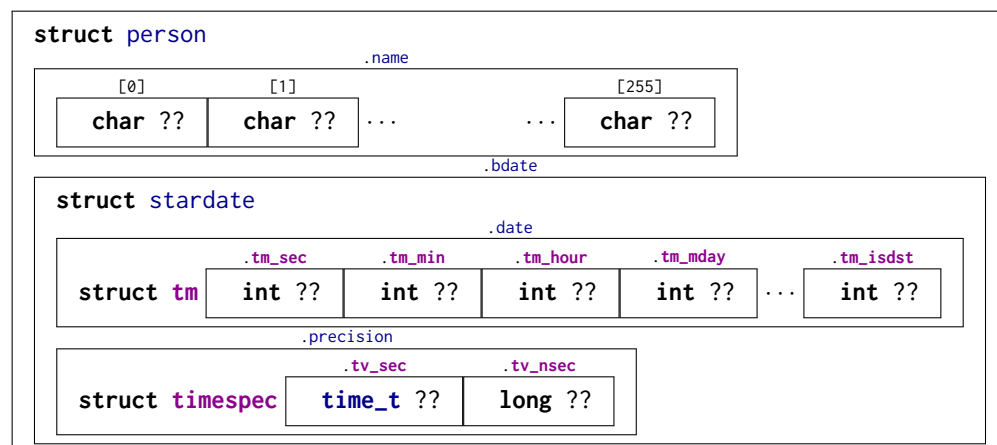 struct person
.name
[0] [1] [255]
char ?? char ?? ... ... char ??
.bdate
struct stardate
.date
.tm_sec .tm_min .tm_hour .tm_mday .tm_isdst
struct tm int ?? int ?? int ?? int ?? ... int ??
.precision
.tv_sec .tv_nsec
struct timespec time_t ?? long ??